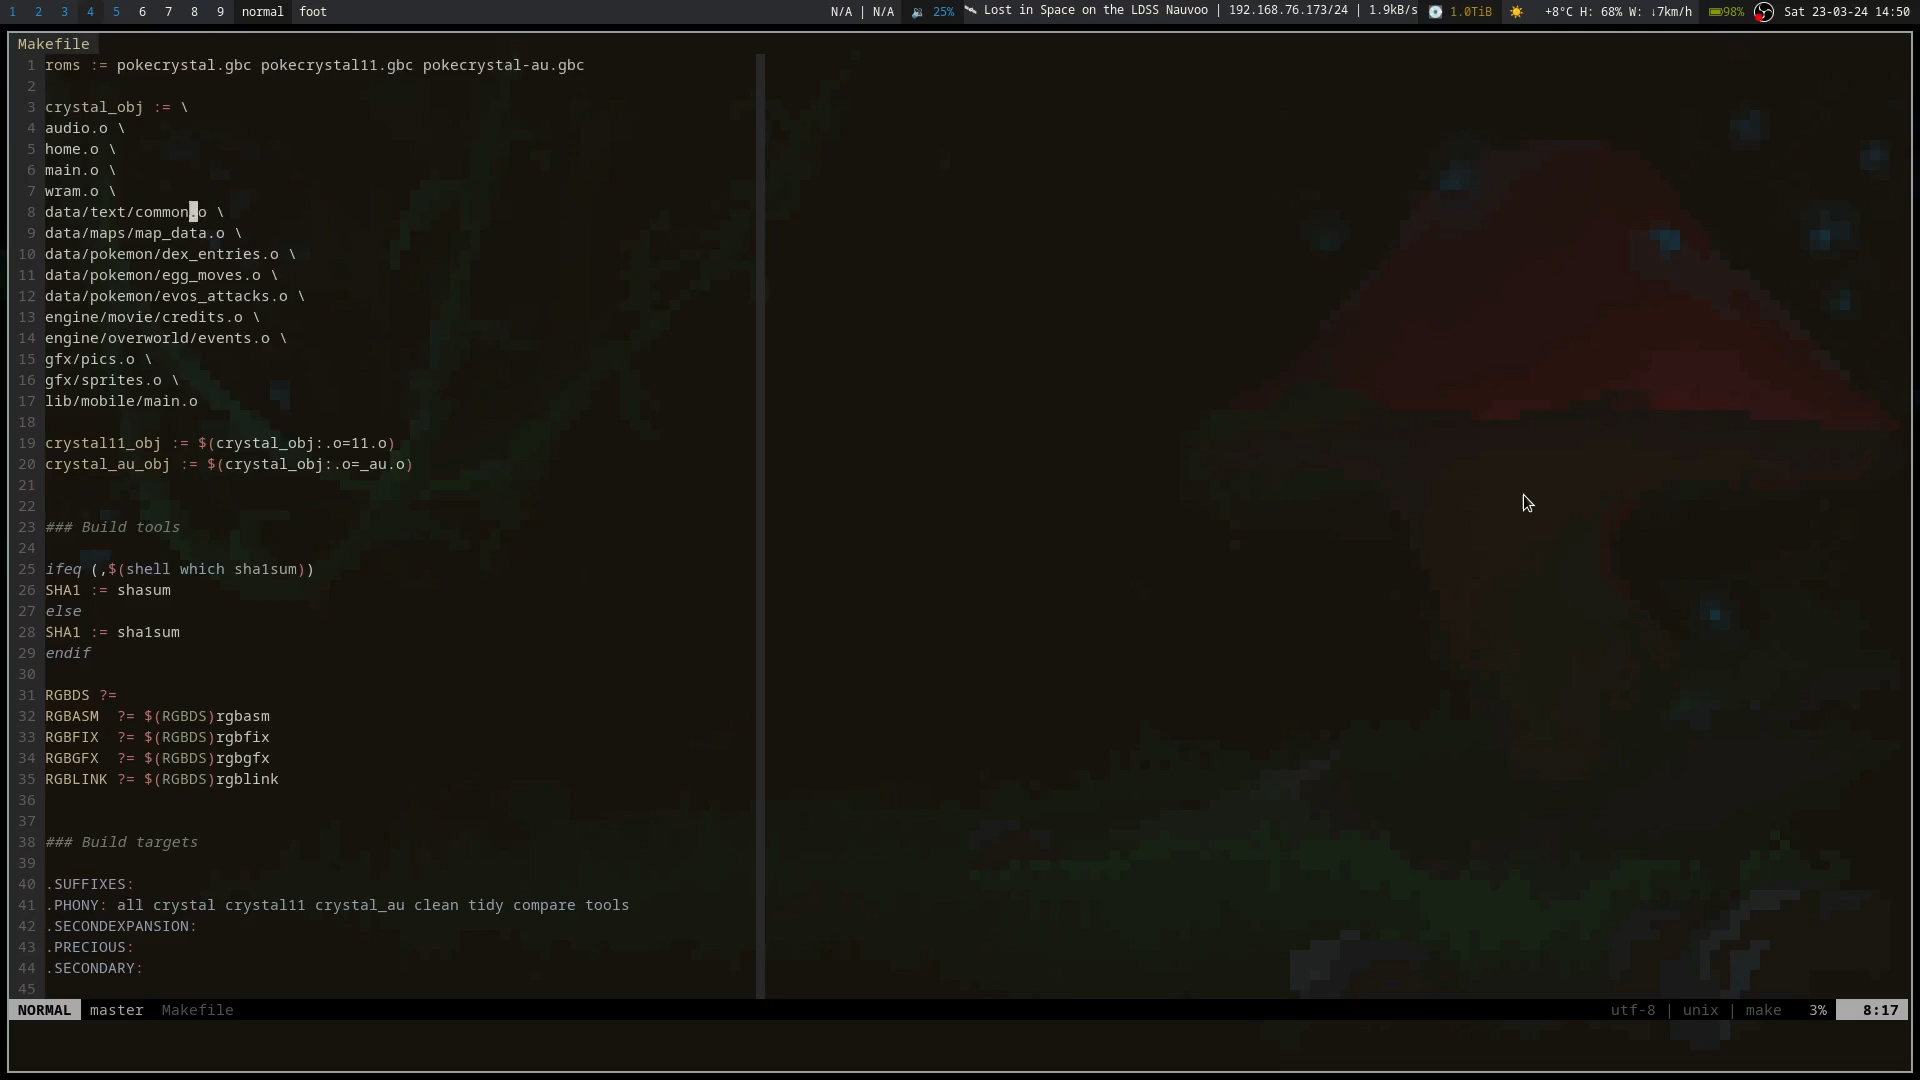 1 2 3 4 5 6 7 8 9 normal foot N/A | N/A 25% Lost in Space on the LDSS Nauvoo | 192.168.76.173/24 | 1.9kB/s 1.0TiB +8°C H: 68% W: ↓7km/h 98% Sat 23-03-24 14:50
Makefile
1 roms := pokecrystal.gbc pokecrystal11.gbc pokecrystal-au.gbc
2
3 crystal_obj := \
4 audio.o \
5 home.o \
6 main.o \
7 wram.o \
8 data/text/common.o \
9 data/maps/map_data.o \
10 data/pokemon/dex_entries.o \
11 data/pokemon/egg_moves.o \
12 data/pokemon/evos_attacks.o \
13 engine/movie/credits.o \
14 engine/overworld/events.o \
15 gfx/pics.o \
16 gfx/sprites.o \
17 lib/mobile/main.o
18
19 crystal11_obj := $(crystal_obj:.o=11.o)
20 crystal_au_obj := $(crystal_obj:.o=_au.o)
21
22
23 ### Build tools
24
25 ifeq (,$(shell which sha1sum))
26 SHA1 := shasum
27 else
28 SHA1 := sha1sum
29 endif
30
31 RGBDS ?=
32 RGBASM  ?= $(RGBDS)rgbasm
33 RGBFIX  ?= $(RGBDS)rgbfix
34 RGBGFX  ?= $(RGBDS)rgbgfx
35 RGBLINK ?= $(RGBDS)rgblink
36
37
38 ### Build targets
39
40 .SUFFIXES:
41 .PHONY: all crystal crystal11 crystal_au clean tidy compare tools
42 .SECONDEXPANSION:
43 .PRECIOUS:
44 .SECONDARY:
45
NORMAL master Makefile utf-8 | unix | make 3% 8:17